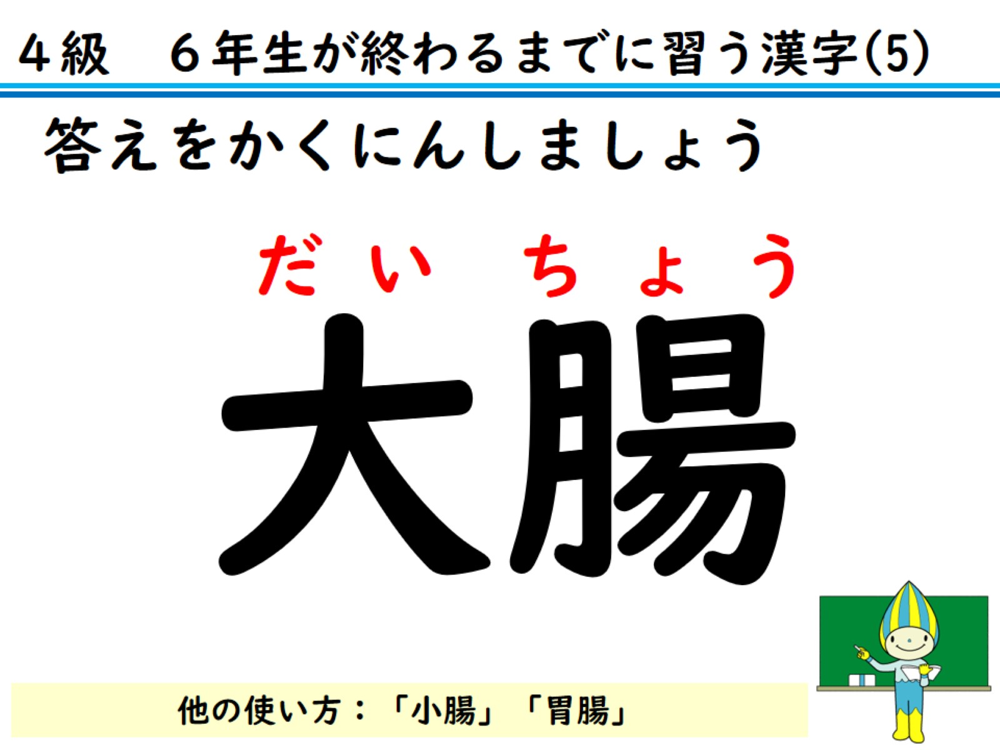 ４級　６年生が終わるまでに習う漢字(5)
答えをかくにんしましょう
だいちょう
大腸
他の使い方：「小腸」「胃腸」